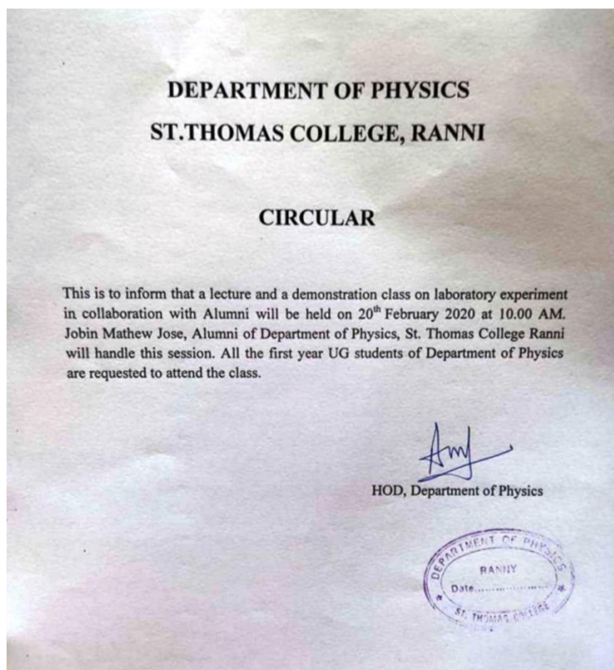 DEPARTMENT OF PHYSICS
ST.THOMAS COLLEGE, RANNI
CIRCULAR
This is to inform that a lecture and a demonstration class on laboratory experiment
in collaboration with Alumni will be held on 20th February 2020 at 10.00 AM.
Jobin Mathew Jose, Alumni of Department of Physics, St. Thomas College Ranni
will handle this session. All the first year UG students of Department of Physics
are requested to attend the class.
HOD, Department of Physics
DEPARTMENT OF PHYSICS
RANNY
Date....................
ST. THOMAS COLLEGE